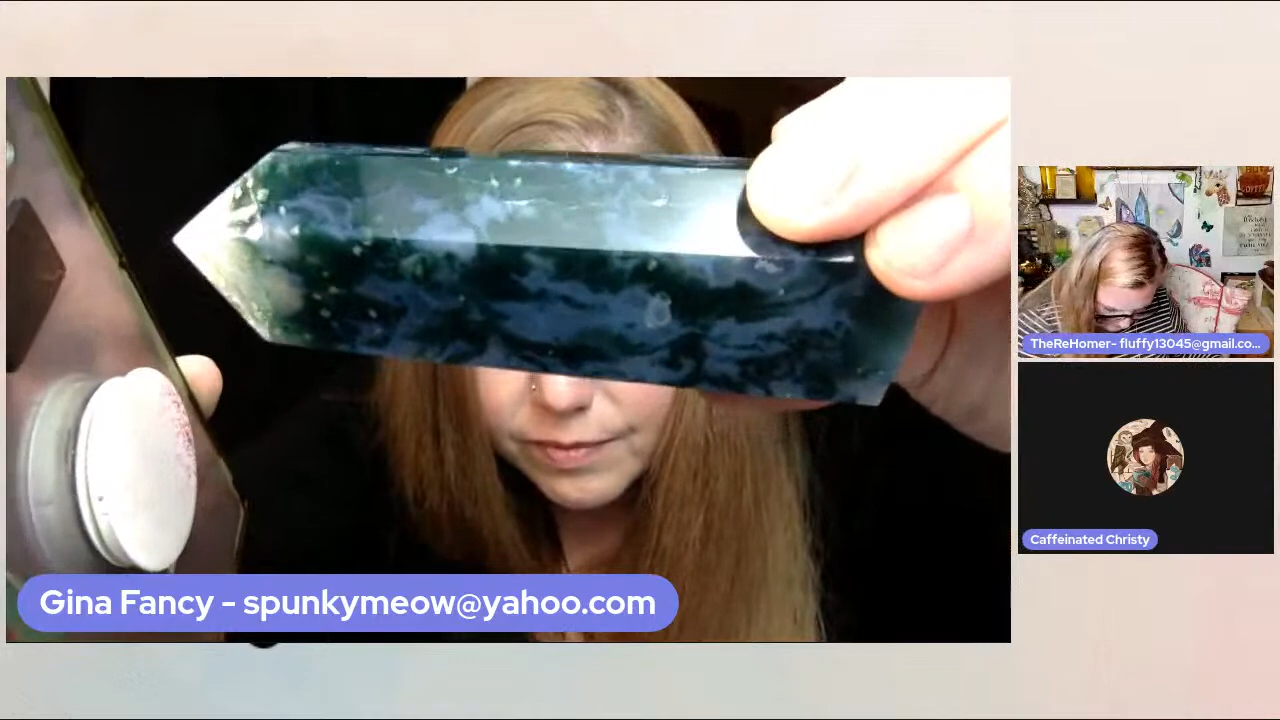 Gina Fancy - spunkymeow@yahoo.com
TheReHomer- fluffy13045@gmail.co...
Caffeinated Christy